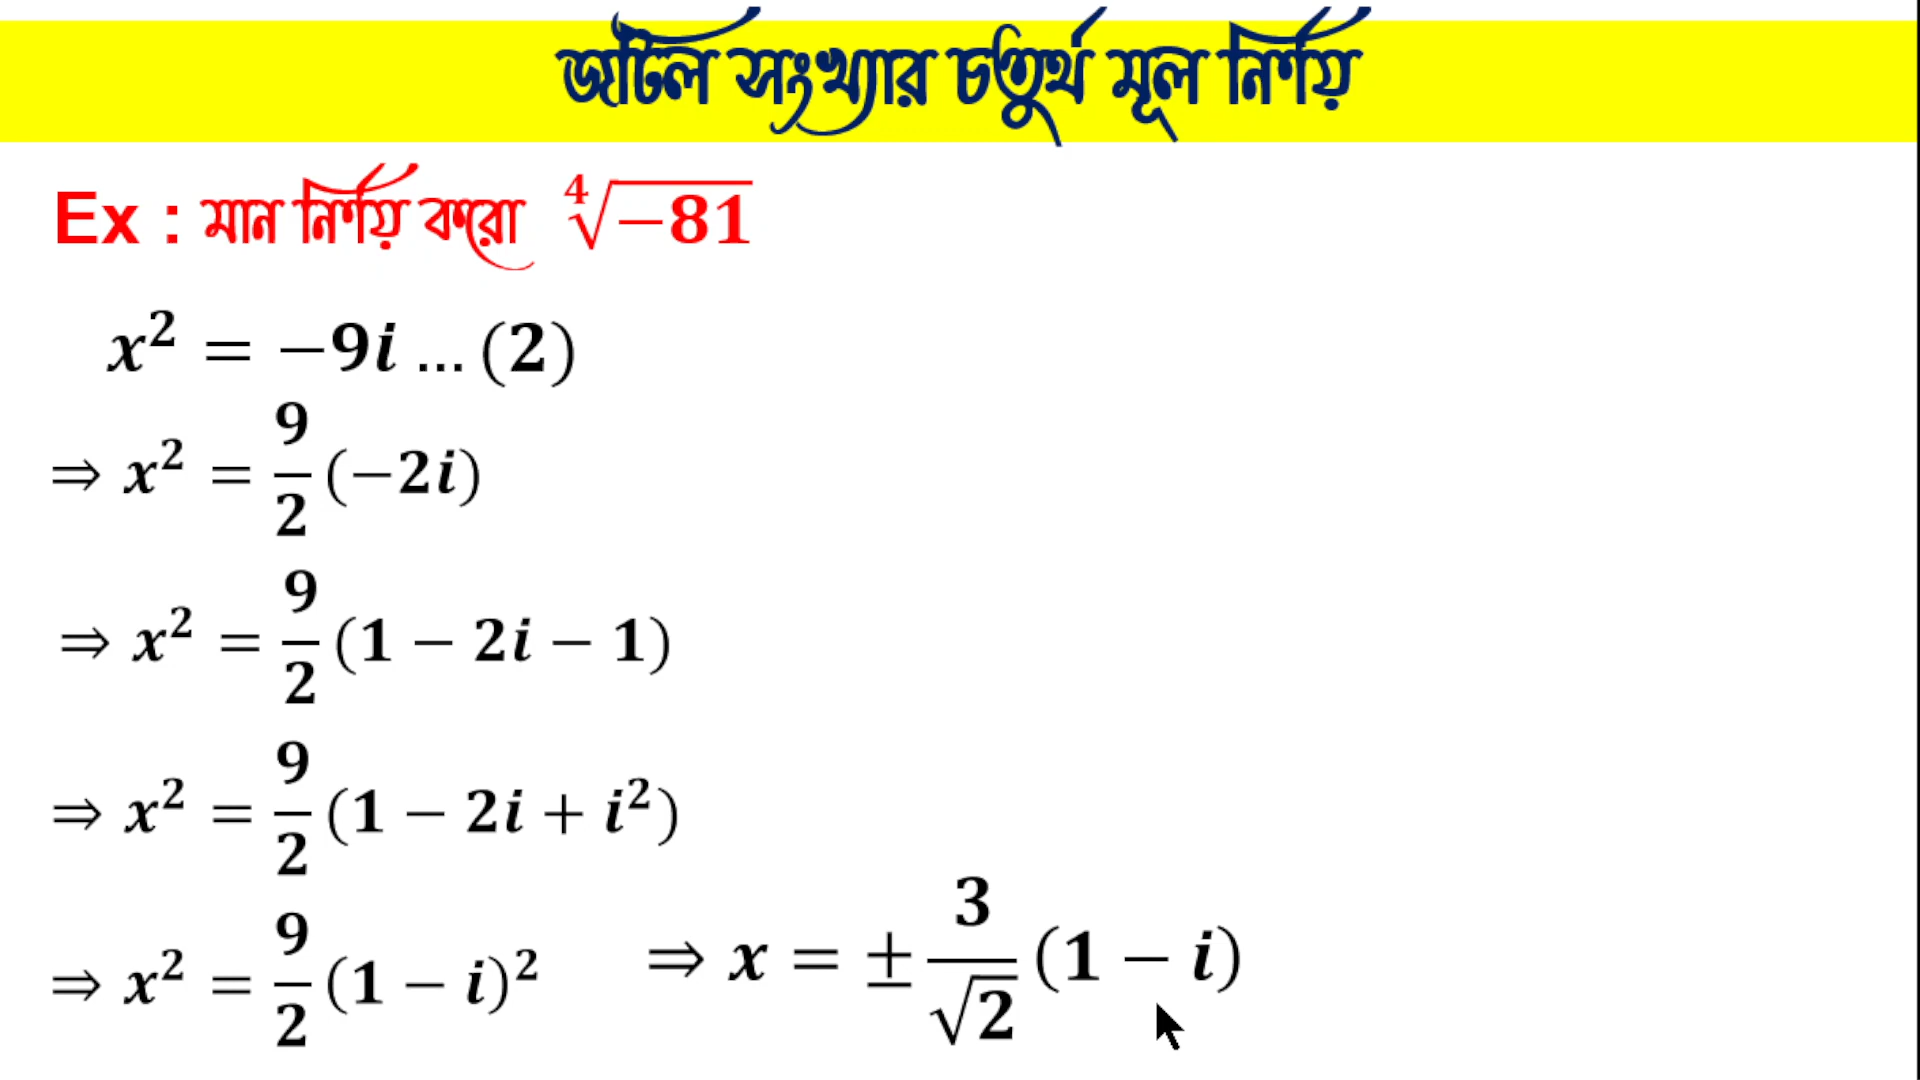 জটিল সংখ্যার চতুর্থ মূল নির্ণয়
Ex : মান নির্ণয় করো ∜−81
x² = −9i ... (2)
⇒ x² = 9/2 (−2i)
⇒ x² = 9/2 (1 − 2i − 1)
⇒ x² = 9/2 (1 − 2i + i²)
⇒ x² = 9/2 (1 − i)² ⇒ x = ± 3/√2 (1 − i)